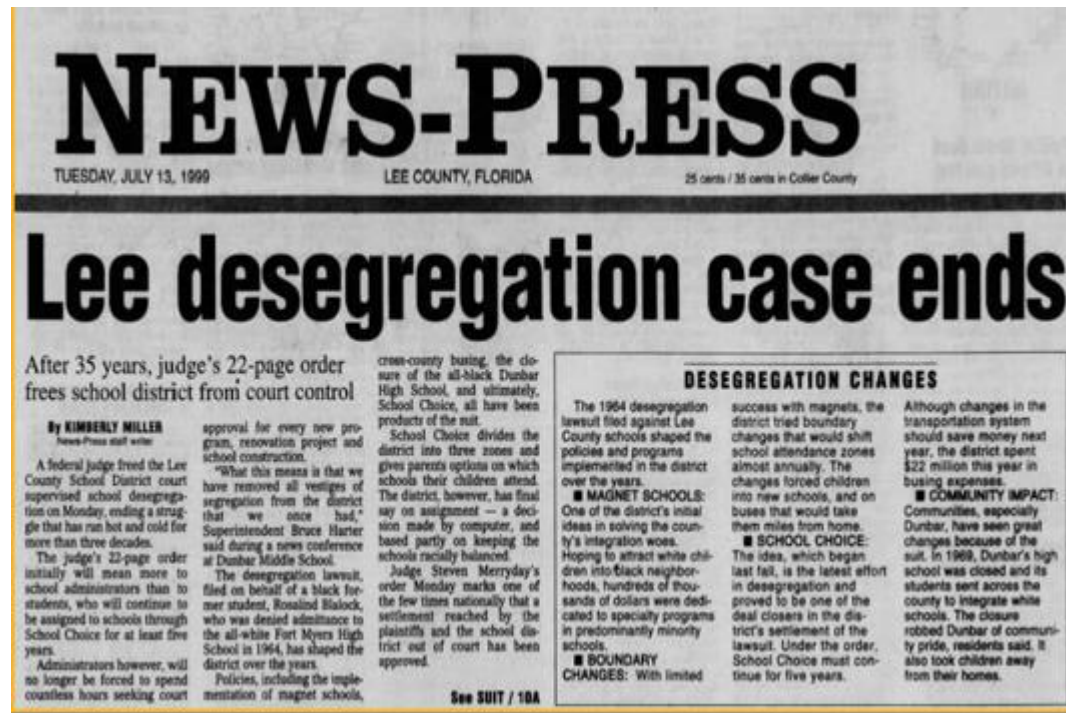 NEWS-PRESS
TUESDAY, JULY 13, 1999
LEE COUNTY, FLORIDA
25 cents / 35 cents in Collier County
Lee desegregation case ends
After 35 years, judge's 22-page order
frees school district from court control
By KIMBERLY MILLER
News-Press staff writer
A federal judge freed the Lee
County School District court
supervised school desegrega-
tion on Monday, ending a strug-
gle that has run hot and cold for
more than three decades.
The judge's 22-page order
initially will mean more to
school administrators than to
students, who will continue to
be assigned to schools through
School Choice for at least five
years.
Administrators however, will
no longer be forced to spend
countless hours seeking court
approval for every new pro-
gram, renovation project and
school construction.
"What this means is that we
have removed all vestiges of
segregation from the district
that we once had,"
Superintendent Bruce Harter
said during a news conference
at Dunbar Middle School.
The desegregation lawsuit,
filed on behalf of a black for-
mer student, Rosalind Blalock,
who was denied admittance to
the all-white Fort Myers High
School in 1964, has shaped the
district over the years.
Policies, including the imple-
mentation of magnet schools,
cross-county busing, the clo-
sure of the all-black Dunbar
High School, and ultimately,
School Choice, all have been
products of the suit.
School Choice divides the
district into three zones and
gives parents options on which
schools their children attend.
The district, however, has final
say on assignment — a deci-
sion made by computer, and
based partly on keeping the
schools racially balanced.
Judge Steven Merryday's
order Monday marks one of
the few times nationally that a
settlement reached by the
plaintiffs and the school dis-
trict out of court has been
approved.
See SUIT / 10A
DESEGREGATION CHANGES
The 1964 desegregation
lawsuit filed against Lee
County schools shaped the
policies and programs
implemented in the district
over the years.
■ MAGNET SCHOOLS:
One of the district's initial
ideas in solving the coun-
ty's integration woes.
Hoping to attract white chil-
dren into black neighbor-
hoods, hundreds of thou-
sands of dollars were dedi-
cated to specialty programs
in predominantly minority
schools.
■ BOUNDARY
CHANGES: With limited
success with magnets, the
district tried boundary
changes that would shift
school attendance zones
almost annually. The
changes forced children
into new schools, and on
buses that would take
them miles from home.
■ SCHOOL CHOICE:
The idea, which began
last fall, is the latest effort
in desegregation and
proved to be one of the
deal closers in the dis-
trict's settlement of the
lawsuit. Under the order,
School Choice must con-
tinue for five years.
Although changes in the
transportation system
should save money next
year, the district spent
$22 million this year in
busing expenses.
■ COMMUNITY IMPACT:
Communities, especially
Dunbar, have seen great
changes because of the
suit. In 1969, Dunbar's high
school was closed and its
students sent across the
county to integrate white
schools. The closure
robbed Dunbar of communi-
ty pride, residents said. It
also took children away
from their homes.